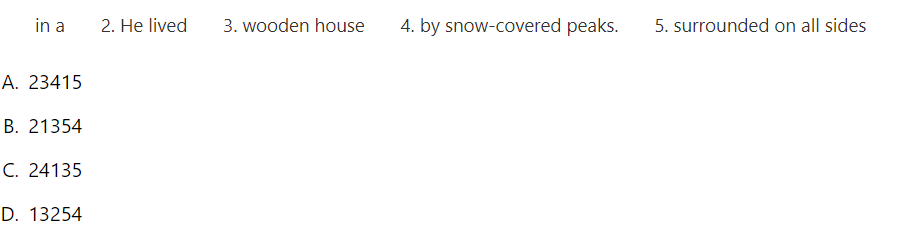 in a 2. He lived 3. wooden house 4. by snow-covered peaks. 5. surrounded on all sides
A. 23415
B. 21354
C. 24135
D. 13254